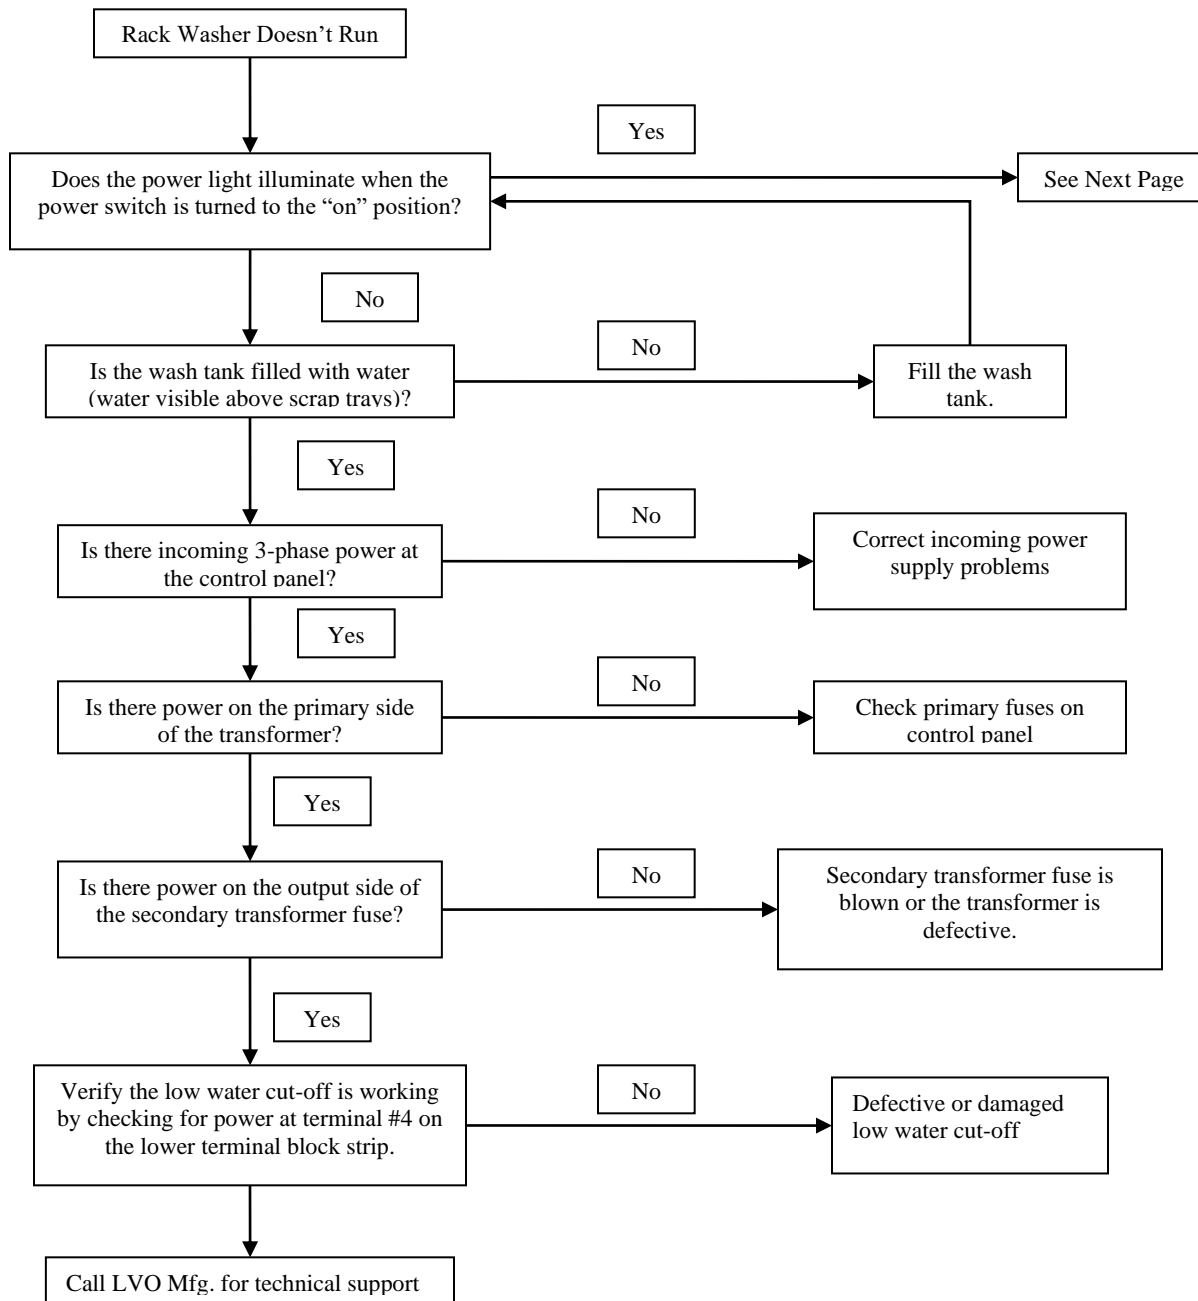 Rack Washer Doesn't Run
Yes
Does the power light illuminate when the
power switch is turned to the “on” position?
See Next Page
No
No
Is the wash tank filled with water
(water visible above scrap trays)?
Fill the wash
tank.
Yes
No
Is there incoming 3-phase power at
the control panel?
Correct incoming power
supply problems
Yes
No
Is there power on the primary side
of the transformer?
Check primary fuses on
control panel
Yes
No
Is there power on the output side of
the secondary transformer fuse?
Secondary transformer fuse is
blown or the transformer is
defective.
Yes
No
Verify the low water cut-off is working
by checking for power at terminal #4 on
the lower terminal block strip.
Defective or damaged
low water cut-off
Call LVO Mfg. for technical support